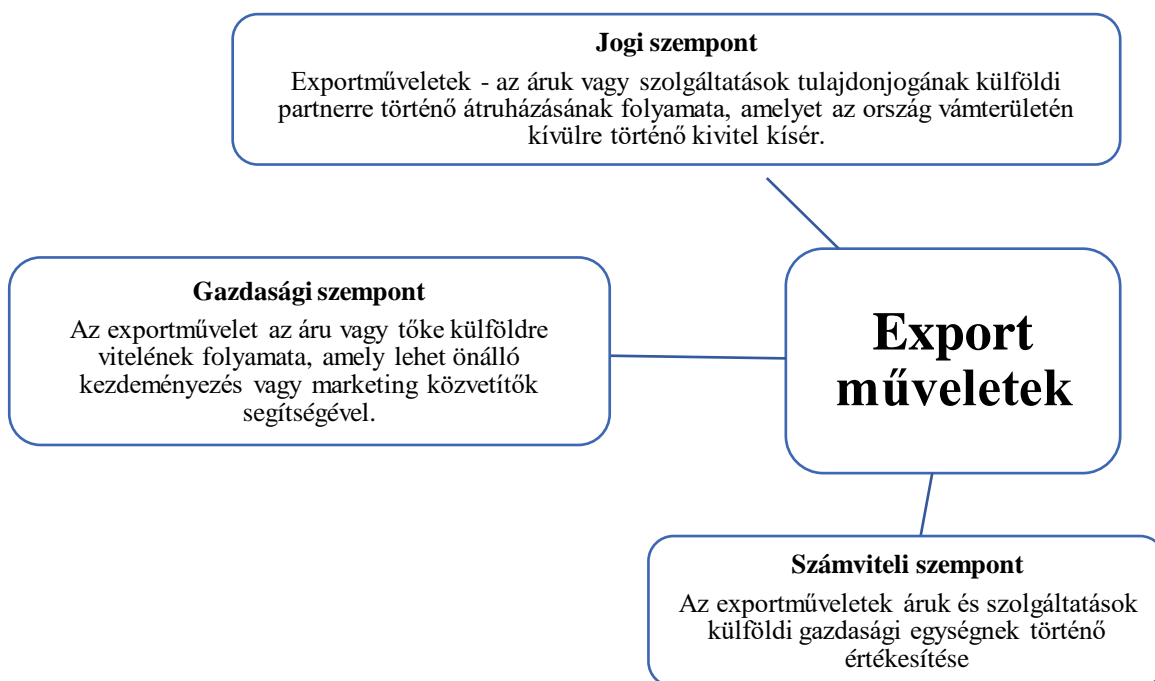 Jogi szempont
Exportműveletek - az áruk vagy szolgáltatások tulajdonjogának külföldi
partnerre történő átruházásának folyamata, amelyet az ország vámterületén
kívülre történő kivitel kísér.
Gazdasági szempont
Az exportművelet az áru vagy tőke külföldre
vitelének folyamata, amely lehet önálló
kezdeményezés vagy marketing közvetítők
segítségével.
Export
műveletek
Számviteli szempont
Az exportműveletek áruk és szolgáltatások
külföldi gazdasági egységnek történő
értékesítése